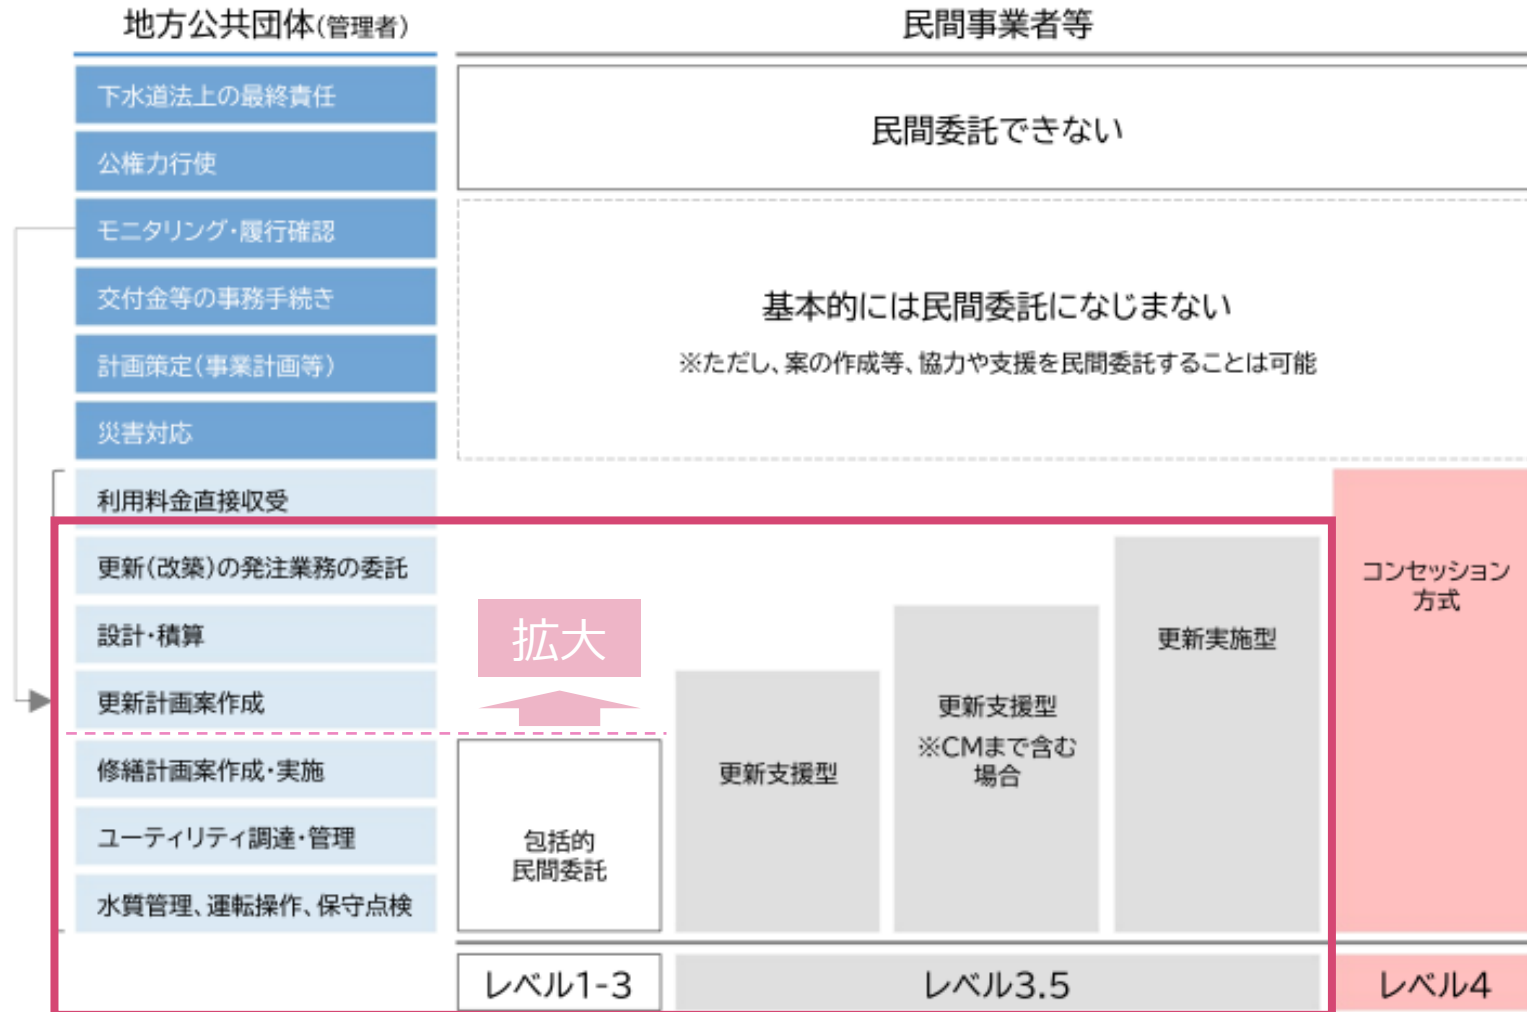 地方公共団体(管理者)
民間事業者等
下水道法上の最終責任
公権力行使
モニタリング・履行確認
交付金等の事務手続き
計画策定(事業計画等)
災害対応
民間委託できない
基本的には民間委託になじまない
※ただし、案の作成等、協力や支援を民間委託することは可能
利用料金直接収受
更新(改築)の発注業務の委託
設計・積算
更新計画案作成
修繕計画案作成・実施
ユーティリティ調達・管理
水質管理、運転操作、保守点検
拡大
包括的
民間委託
更新支援型
更新支援型
※CMまで含む
場合
更新実施型
コンセッション
方式
レベル1-3
レベル3.5
レベル4